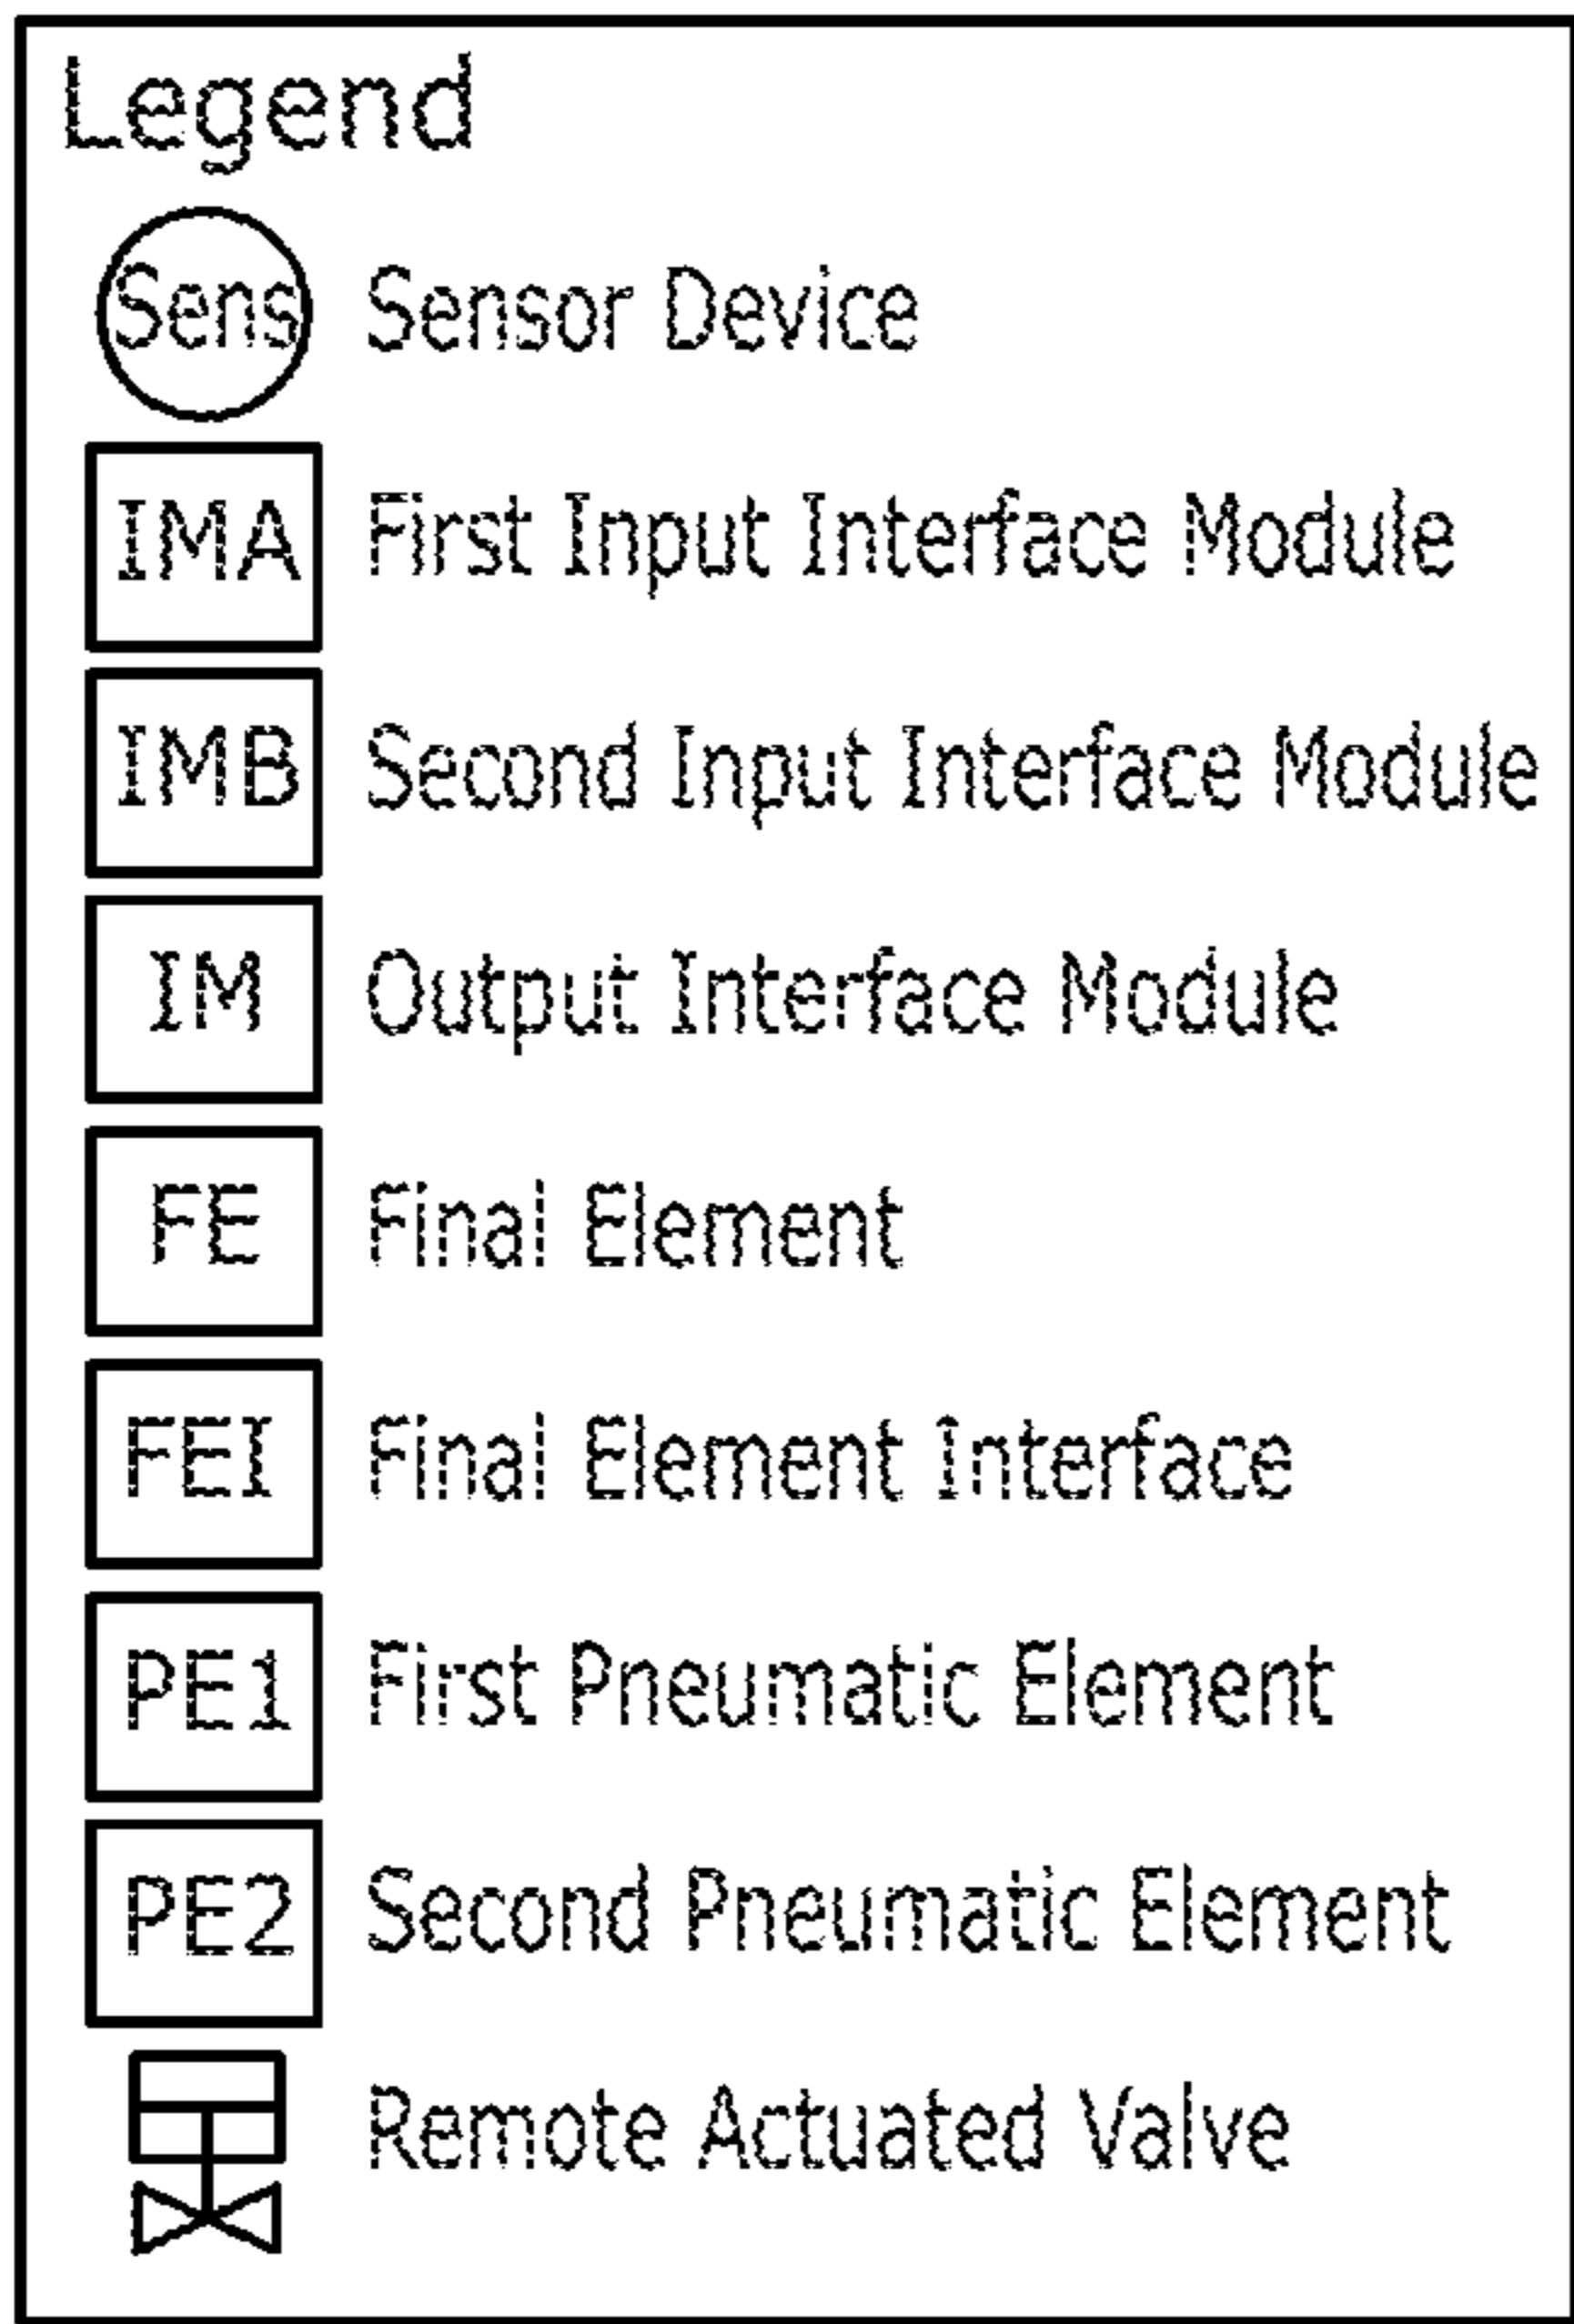 Legend
Sens Sensor Device
IMA First Input Interface Module
IMB Second Input Interface Module
IM Output Interface Module
FE Final Element
FEI Final Element Interface
PE1 First Pneumatic Element
PE2 Second Pneumatic Element
Remote Actuated Valve